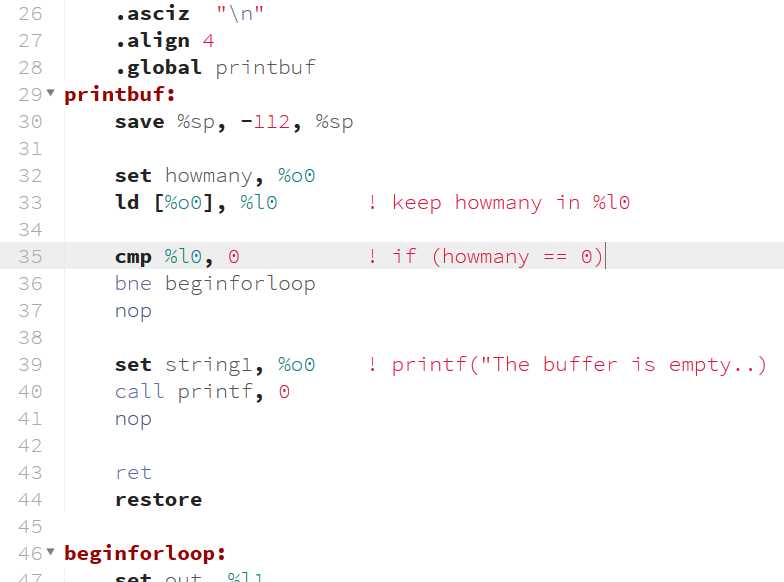 26 .asciz "\n"
27 .align 4
28 .global printbuf
29 printbuf:
30 save %sp, -112, %sp
31
32 set howmany, %o0
33 ld [%o0], %l0 ! keep howmany in %l0
34
35 cmp %l0, 0 ! if (howmany == 0)
36 bne beginforloop
37 nop
38
39 set string1, %o0 ! printf("The buffer is empty..)
40 call printf, 0
41 nop
42
43 ret
44 restore
45
46 beginforloop:
47 set out, %l1